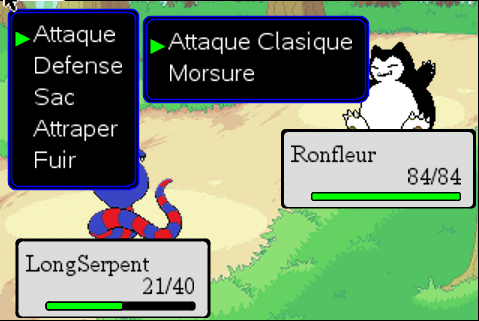 Attaque
Defense
Sac
Attraper
Fuir
Attaque Clasique
Morsure
Ronfleur
84/84
LongSerpent
21/40